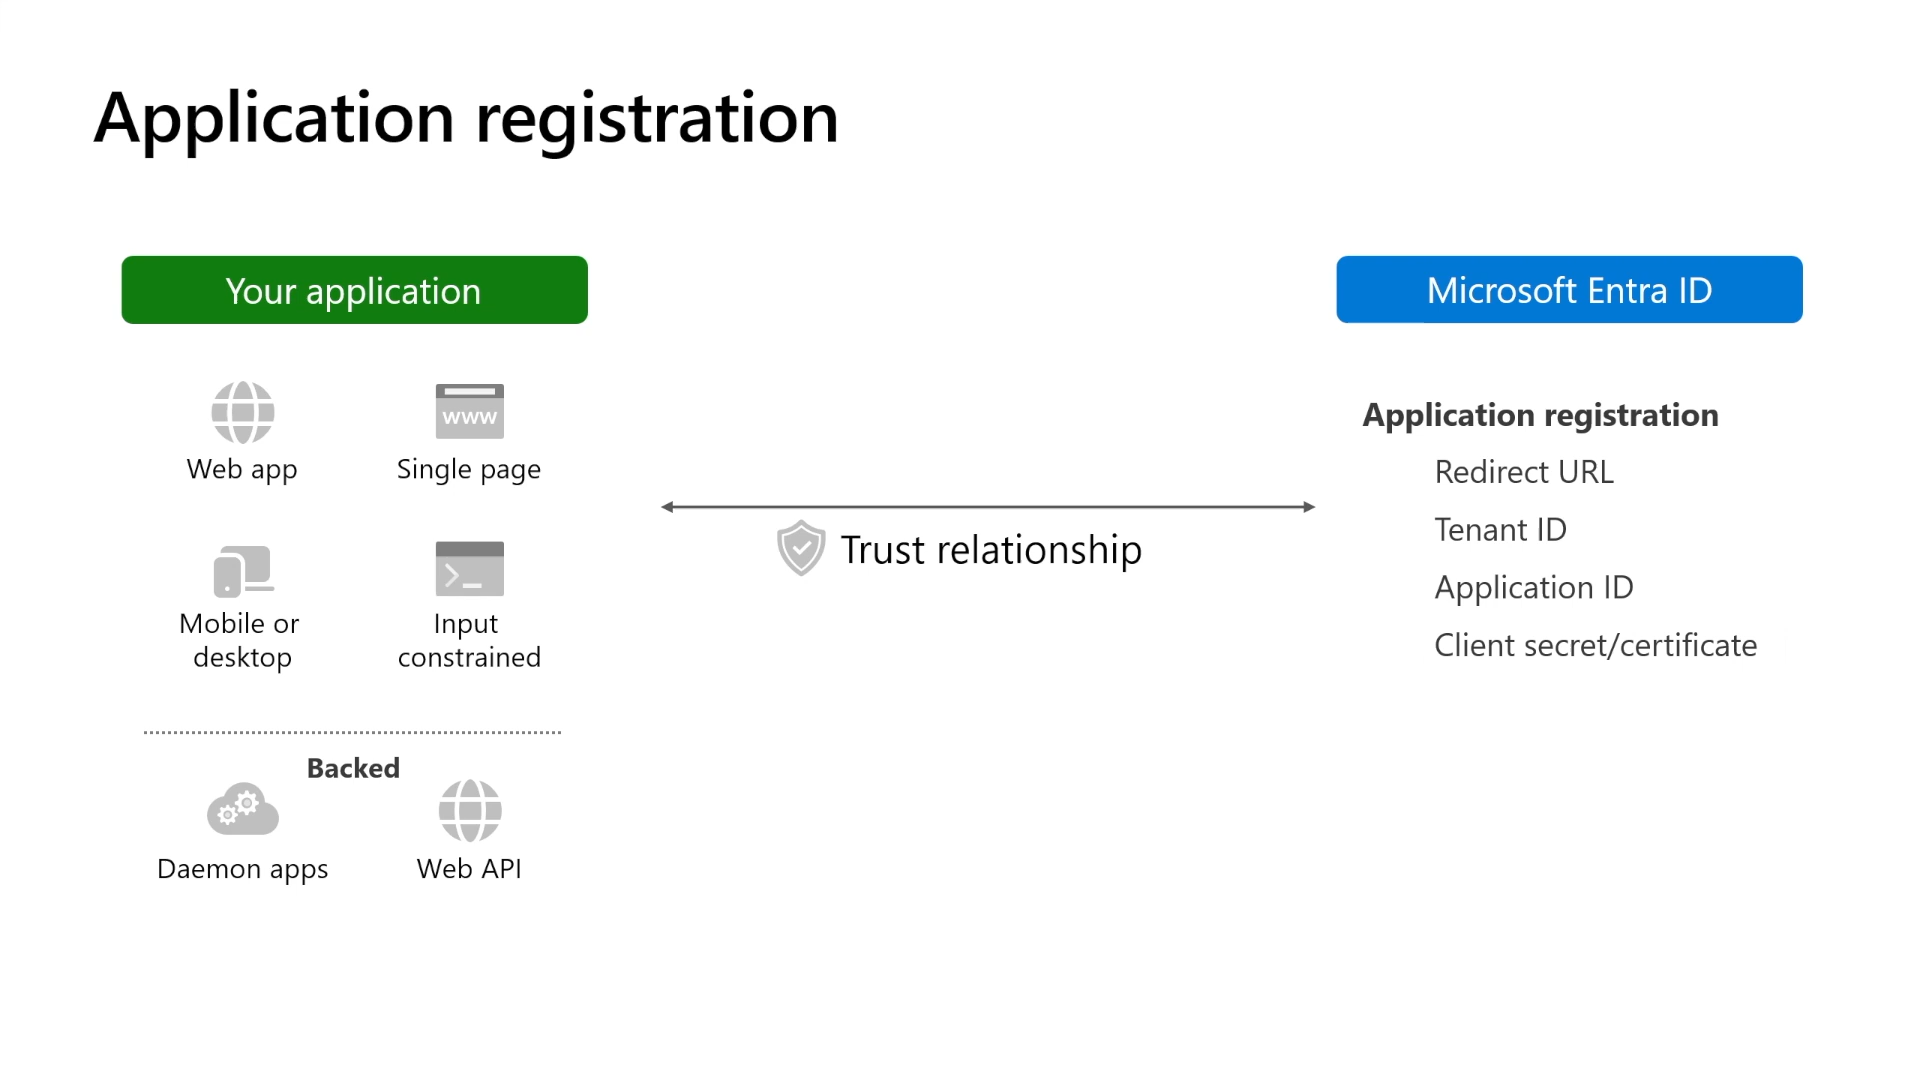 Application registration
Your application
Web app
Single page
www
Mobile or
desktop
Input
constrained
Backed
Daemon apps
Web API
Trust relationship
Microsoft Entra ID
Application registration
Redirect URL
Tenant ID
Application ID
Client secret/certificate